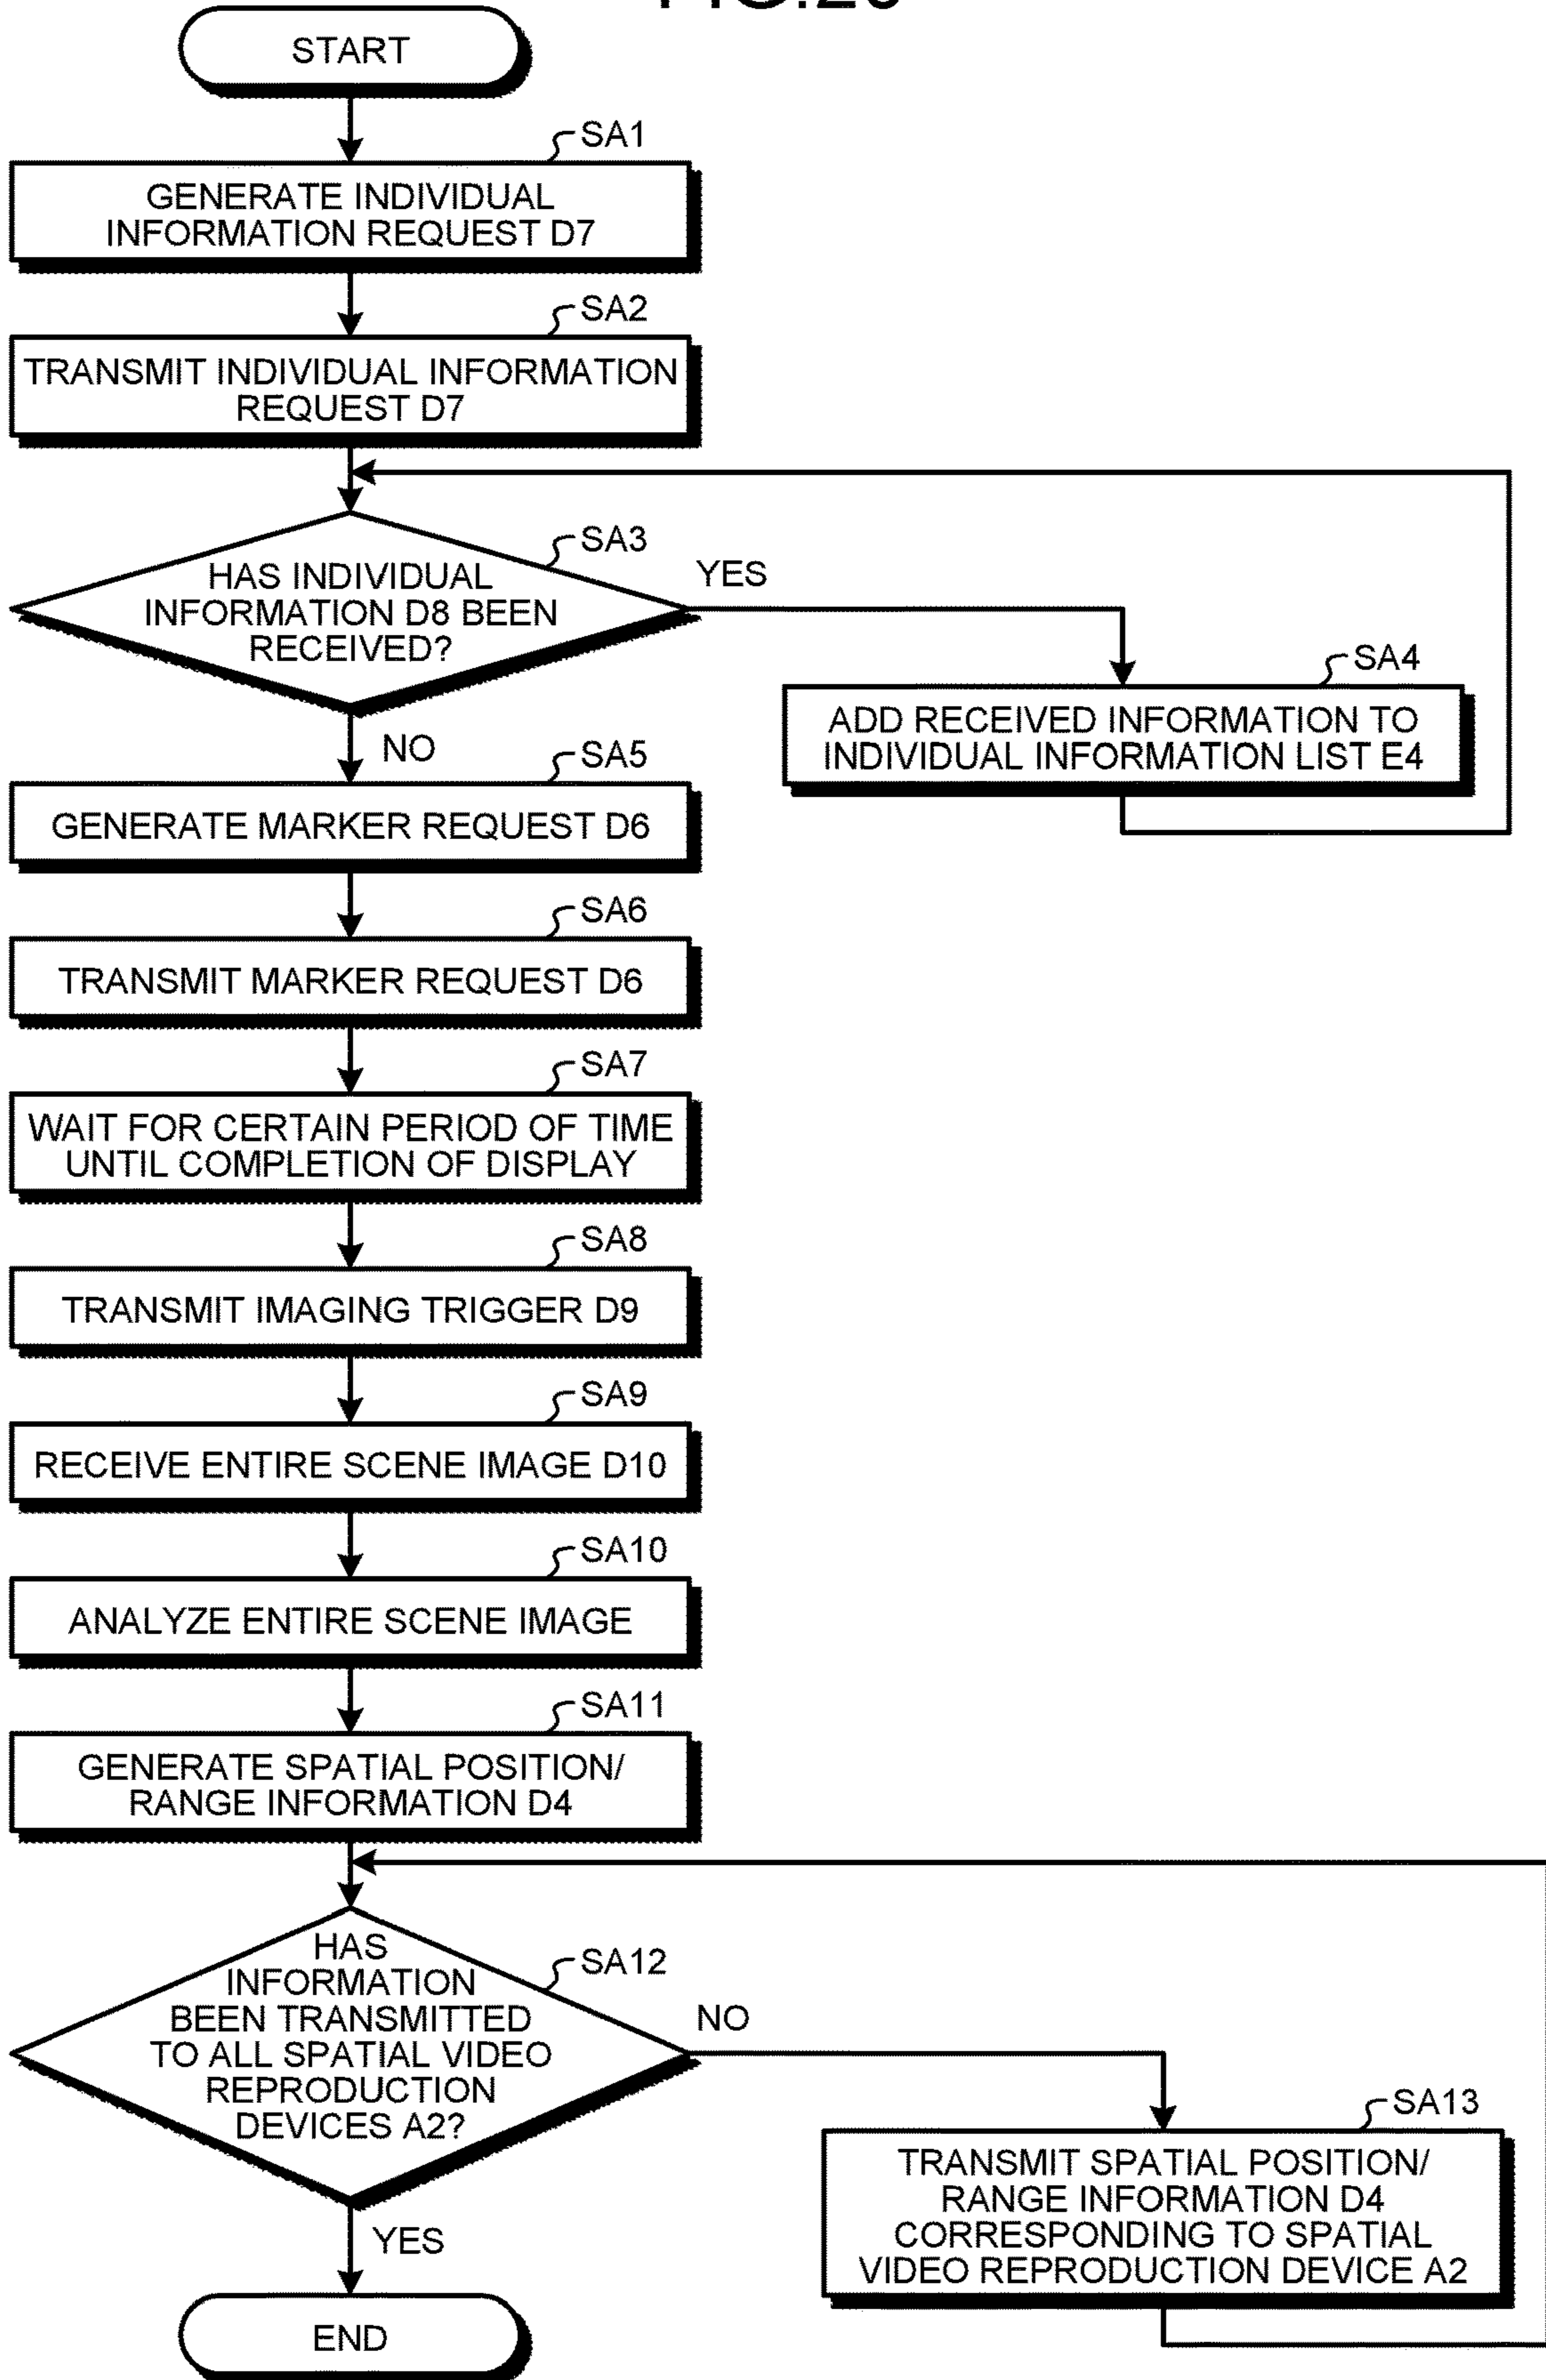 START
SA1
GENERATE INDIVIDUAL
INFORMATION REQUEST D7
SA2
TRANSMIT INDIVIDUAL INFORMATION
REQUEST D7
SA3
HAS INDIVIDUAL
INFORMATION D8 BEEN
RECEIVED?
YES
SA4
ADD RECEIVED INFORMATION TO
INDIVIDUAL INFORMATION LIST E4
NO
SA5
GENERATE MARKER REQUEST D6
SA6
TRANSMIT MARKER REQUEST D6
SA7
WAIT FOR CERTAIN PERIOD OF TIME
UNTIL COMPLETION OF DISPLAY
SA8
TRANSMIT IMAGING TRIGGER D9
SA9
RECEIVE ENTIRE SCENE IMAGE D10
SA10
ANALYZE ENTIRE SCENE IMAGE
SA11
GENERATE SPATIAL POSITION/
RANGE INFORMATION D4
SA12
HAS
INFORMATION
BEEN TRANSMITTED
TO ALL SPATIAL VIDEO
REPRODUCTION
DEVICES A2?
NO
SA13
TRANSMIT SPATIAL POSITION/
RANGE INFORMATION D4
CORRESPONDING TO SPATIAL
VIDEO REPRODUCTION DEVICE A2
YES
END